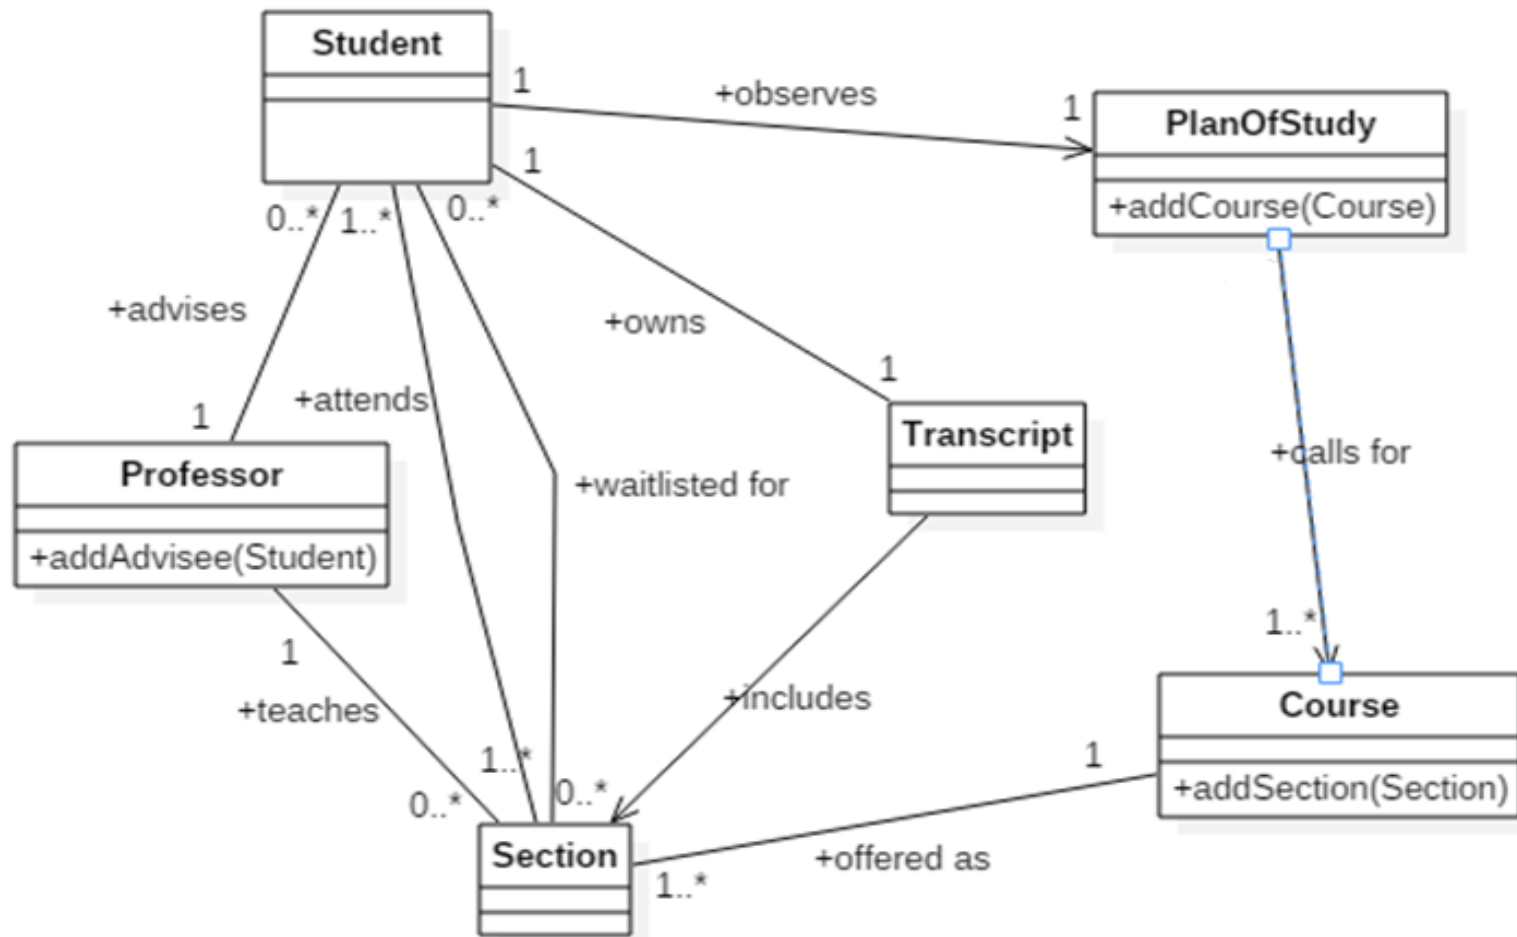 Student
1
+observes
1
PlanOfStudy
+addCourse(Course)
1
0..*
1..*
0..*
+advises
+owns
1
+attends
1
Transcript
Professor
+waitlisted for
+calls for
+addAdvisee(Student)
1..*
1
+teaches
+includes
Course
1..*
1
0..*
0..*
+addSection(Section)
Section
+offered as
1..*